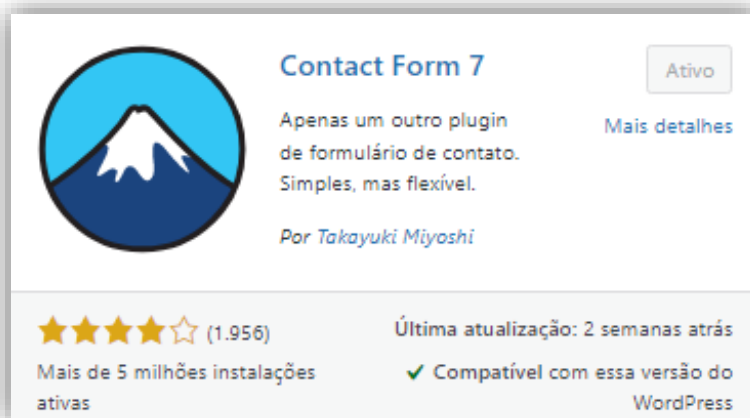 Contact Form 7
Ativo
Apenas um outro plugin
de formulário de contato.
Simples, mas flexível.
Mais detalhes
Por Takayuki Miyoshi
(1.956)
Mais de 5 milhões instalações
ativas
Última atualização: 2 semanas atrás
✔ Compatível com essa versão do
WordPress